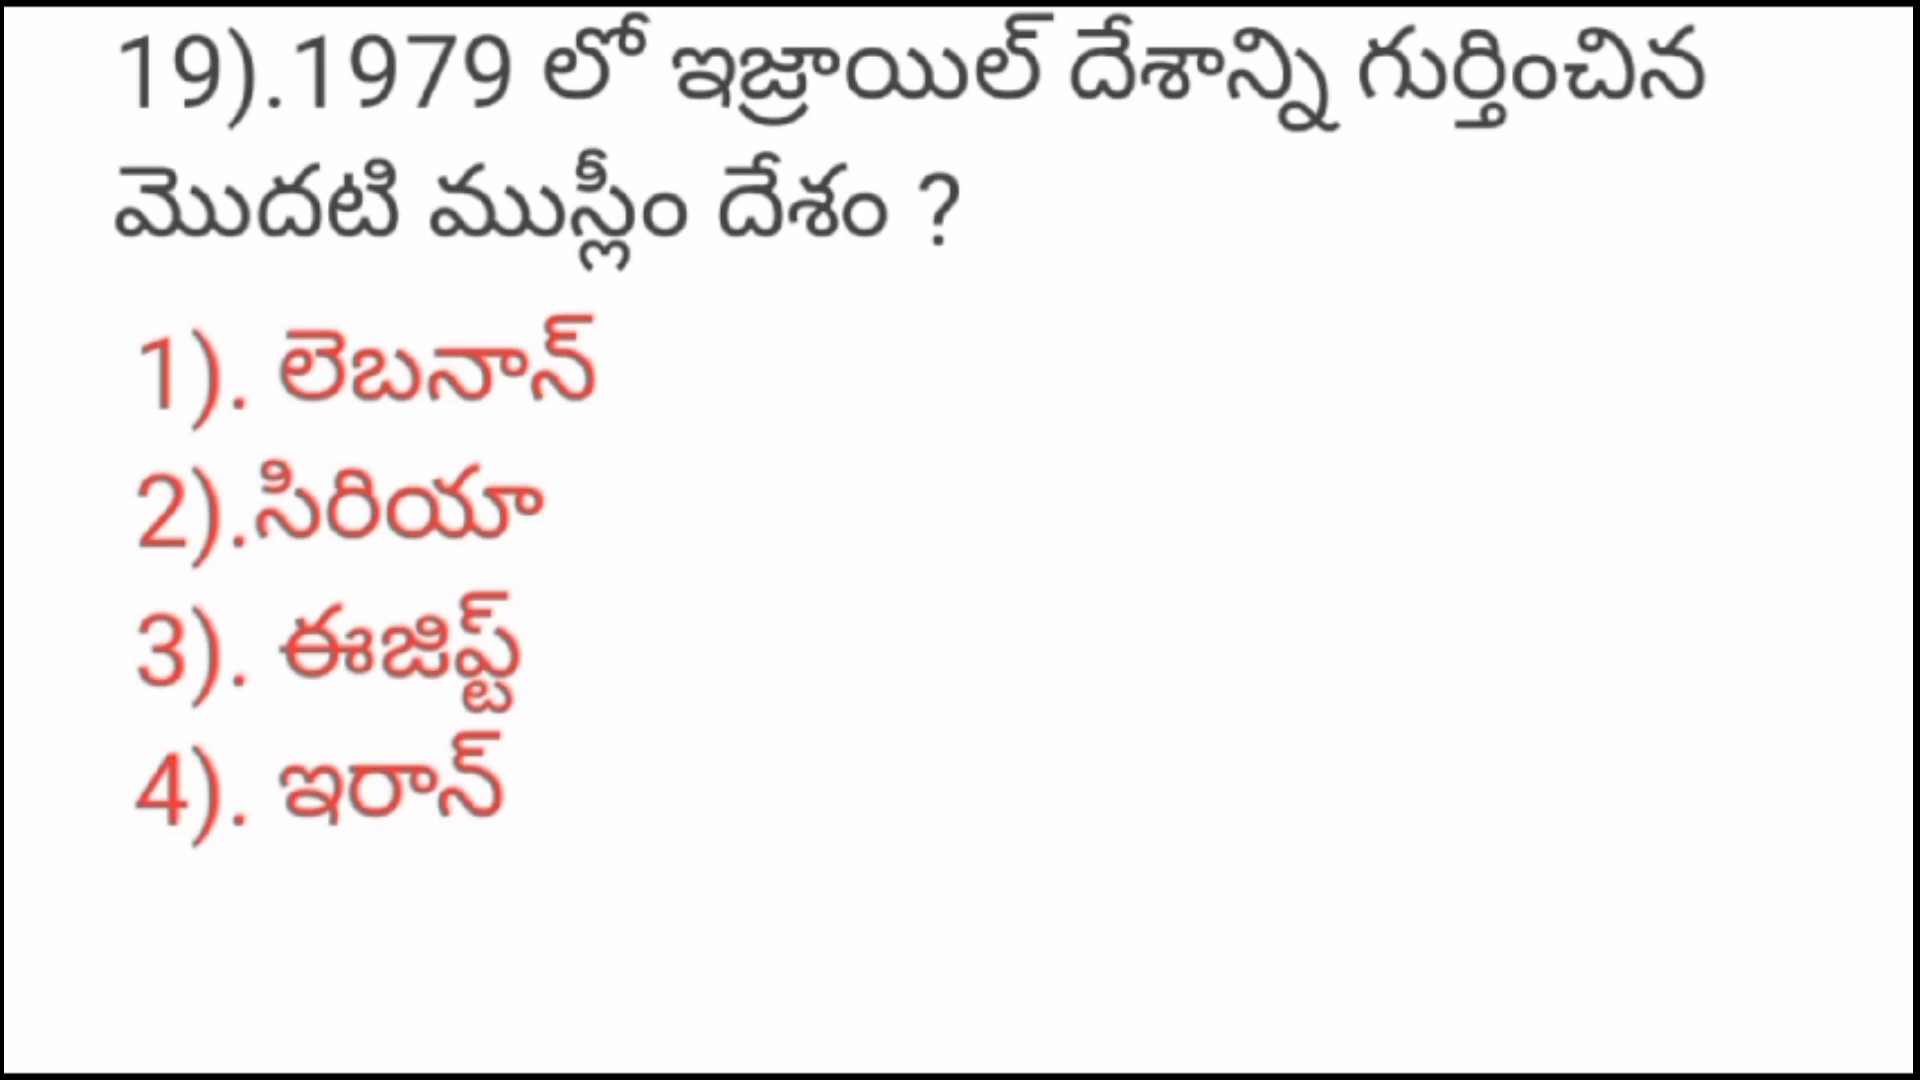 19).1979 లో ఇజ్రాయిల్ దేశాన్ని గుర్తించిన
మొదటి ముస్లీం దేశం ?
1). లెబనాన్
2).సిరియా
3). ఈజిప్ట్
4). ఇరాన్